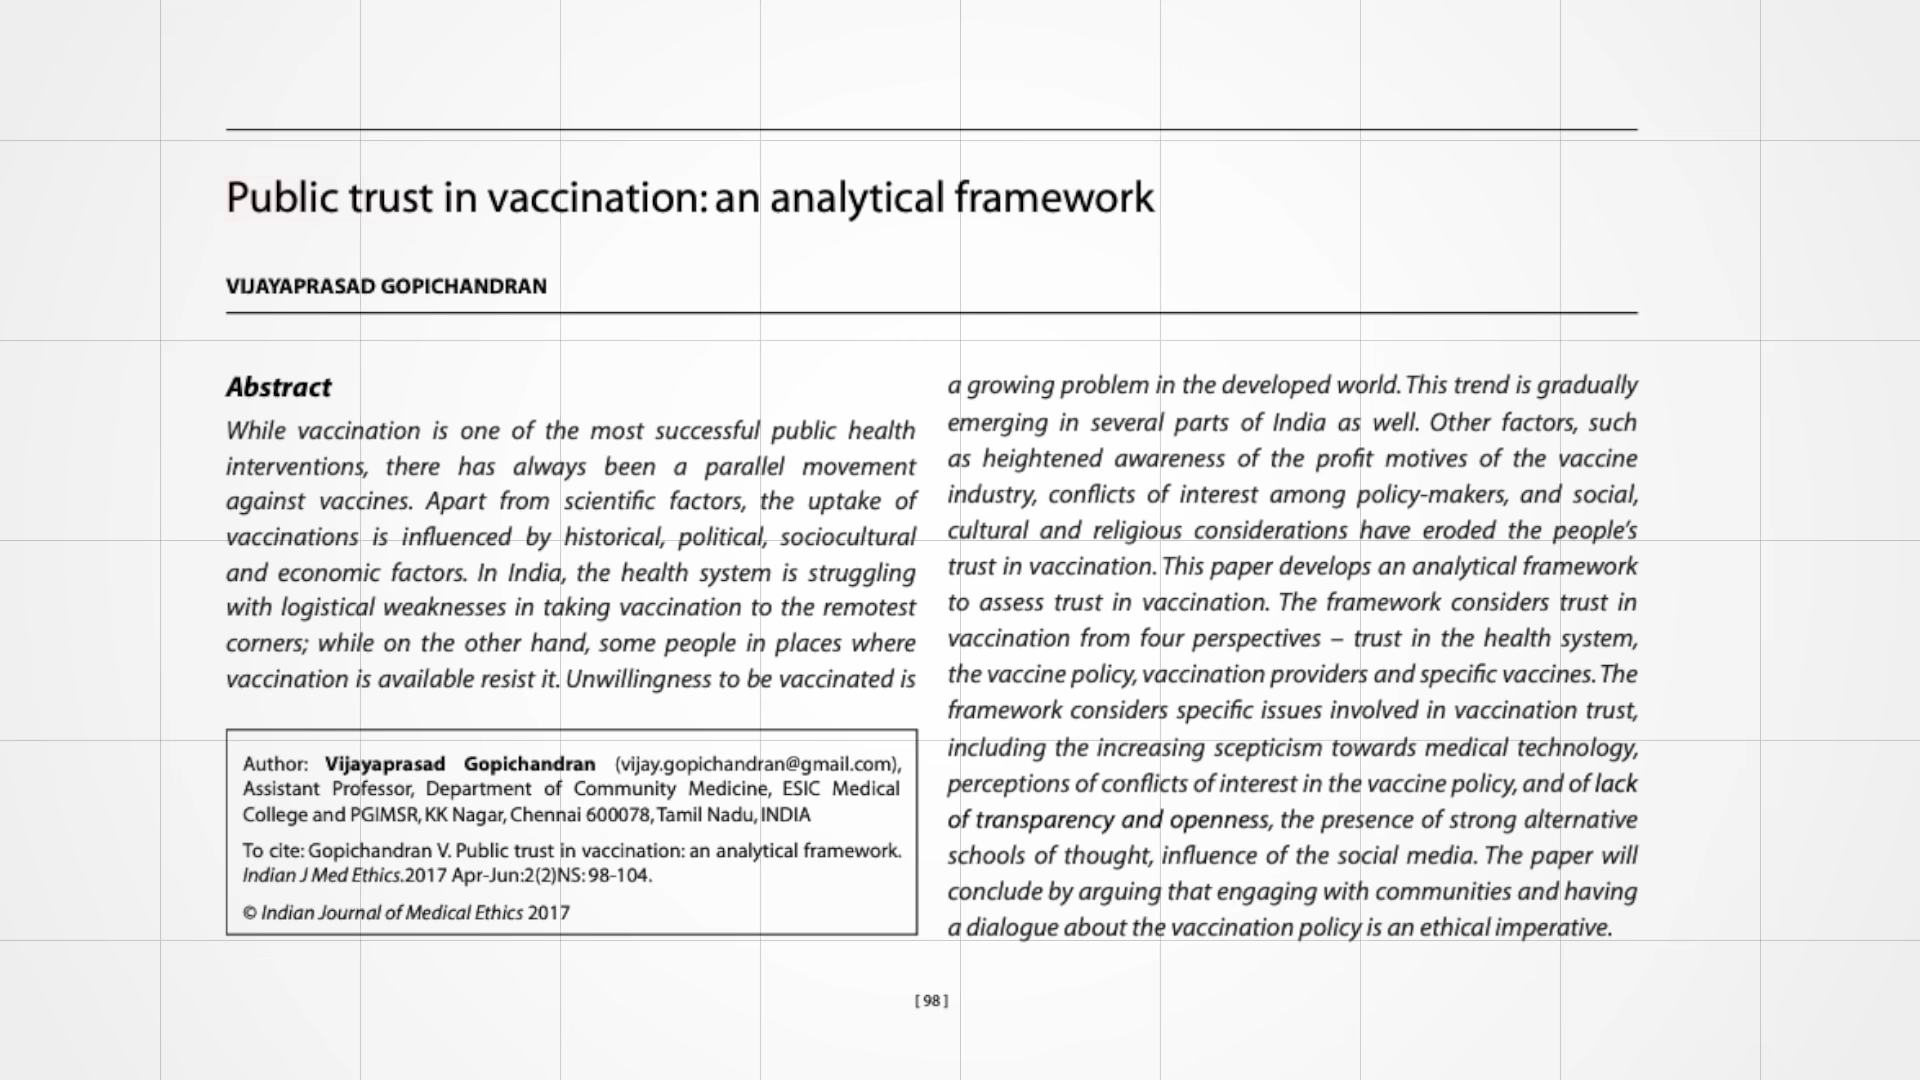 Public trust in vaccination: an analytical framework
VIJAYAPRASAD GOPICHANDRAN
Abstract
While vaccination is one of the most successful public health
interventions, there has always been a parallel movement
against vaccines. Apart from scientific factors, the uptake of
vaccinations is influenced by historical, political, sociocultural
and economic factors. In India, the health system is struggling
with logistical weaknesses in taking vaccination to the remotest
corners; while on the other hand, some people in places where
vaccination is available resist it. Unwillingness to be vaccinated is
a growing problem in the developed world. This trend is gradually
emerging in several parts of India as well. Other factors, such
as heightened awareness of the profit motives of the vaccine
industry, conflicts of interest among policy-makers, and social,
cultural and religious considerations have eroded the people's
trust in vaccination. This paper develops an analytical framework
to assess trust in vaccination. The framework considers trust in
vaccination from four perspectives – trust in the health system,
the vaccine policy, vaccination providers and specific vaccines. The
framework considers specific issues involved in vaccination trust,
including the increasing scepticism towards medical technology,
perceptions of conflicts of interest in the vaccine policy, and of lack
of transparency and openness, the presence of strong alternative
schools of thought, influence of the social media. The paper will
conclude by arguing that engaging with communities and having
a dialogue about the vaccination policy is an ethical imperative.
Author: Vijayaprasad Gopichandran (vijay.gopichandran@gmail.com),
Assistant Professor, Department of Community Medicine, ESIC Medical
College and PGIMSR, KK Nagar, Chennai 600078, Tamil Nadu, INDIA
To cite: Gopichandran V. Public trust in vaccination: an analytical framework.
Indian J Med Ethics.2017 Apr-Jun:2(2)NS: 98-104.
© Indian Journal of Medical Ethics 2017
[ 98 ]